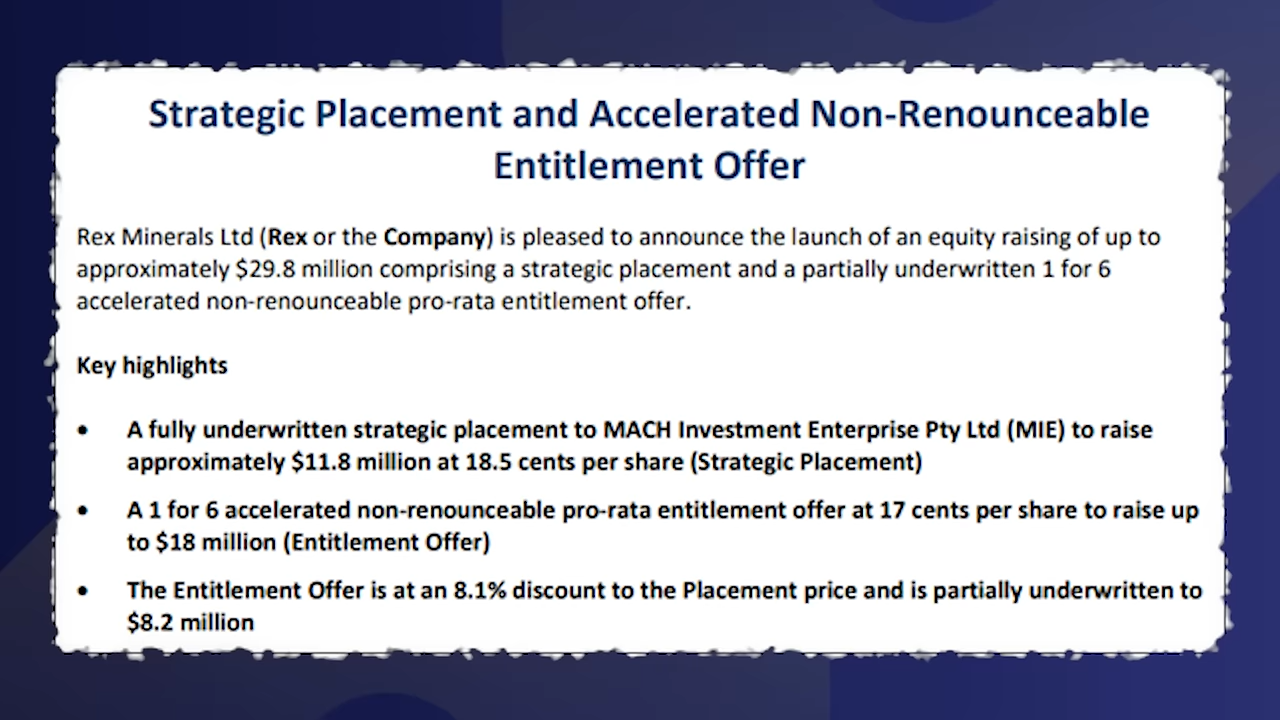 Strategic Placement and Accelerated Non-Renounceable
Entitlement Offer
Rex Minerals Ltd (Rex or the Company) is pleased to announce the launch of an equity raising of up to
approximately $29.8 million comprising a strategic placement and a partially underwritten 1 for 6
accelerated non-renounceable pro-rata entitlement offer.
Key highlights
• A fully underwritten strategic placement to MACH Investment Enterprise Pty Ltd (MIE) to raise
approximately $11.8 million at 18.5 cents per share (Strategic Placement)
• A 1 for 6 accelerated non-renounceable pro-rata entitlement offer at 17 cents per share to raise up
to $18 million (Entitlement Offer)
• The Entitlement Offer is at an 8.1% discount to the Placement price and is partially underwritten to
$8.2 million